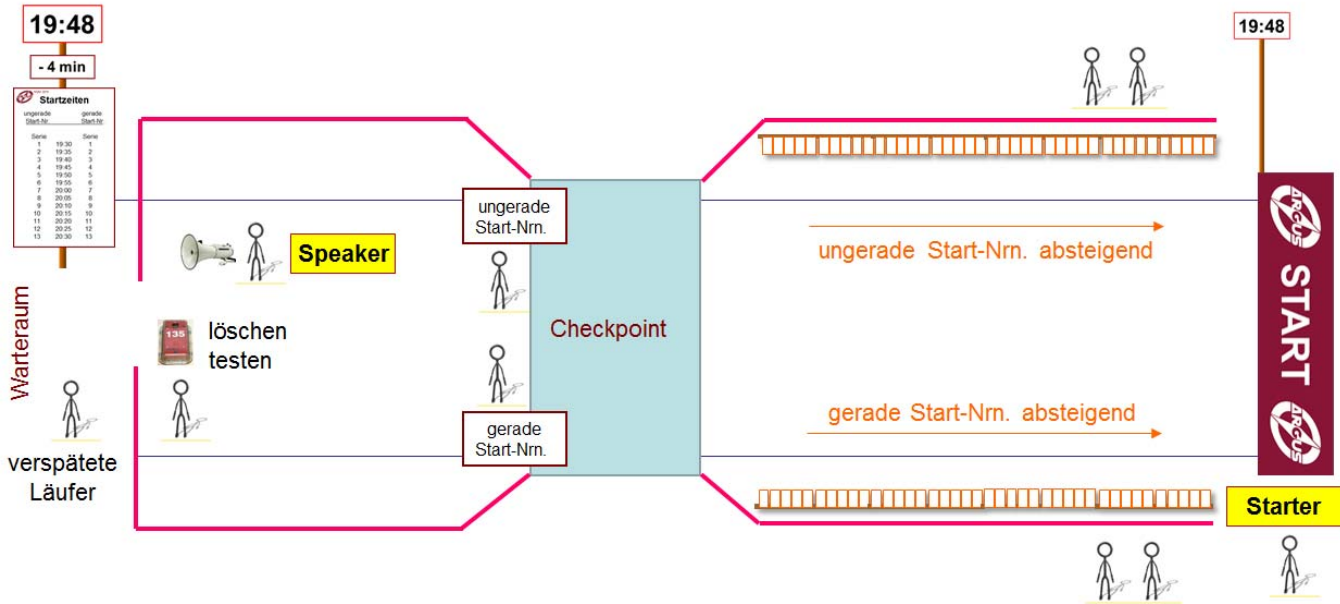 19:48
- 4 min
Startzeiten
ungerade gerade
Start-Nr Start-Nr
Serie Serie
1 19:30 1
2 19:35 2
3 19:40 3
4 19:45 4
5 19:50 5
6 19:55 6
7 20:00 7
8 20:05 8
9 20:10 9
10 20:15 10
11 20:20 11
12 20:25 12
13 20:30 13
Warteraum
verspätete
Läufer
Speaker
135
löschen
testen
ungerade
Start-Nrn.
Checkpoint
gerade
Start-Nrn.
ungerade Start-Nrn. absteigend
gerade Start-Nrn. absteigend
19:48
ARGUS
START
ARGUS
Starter